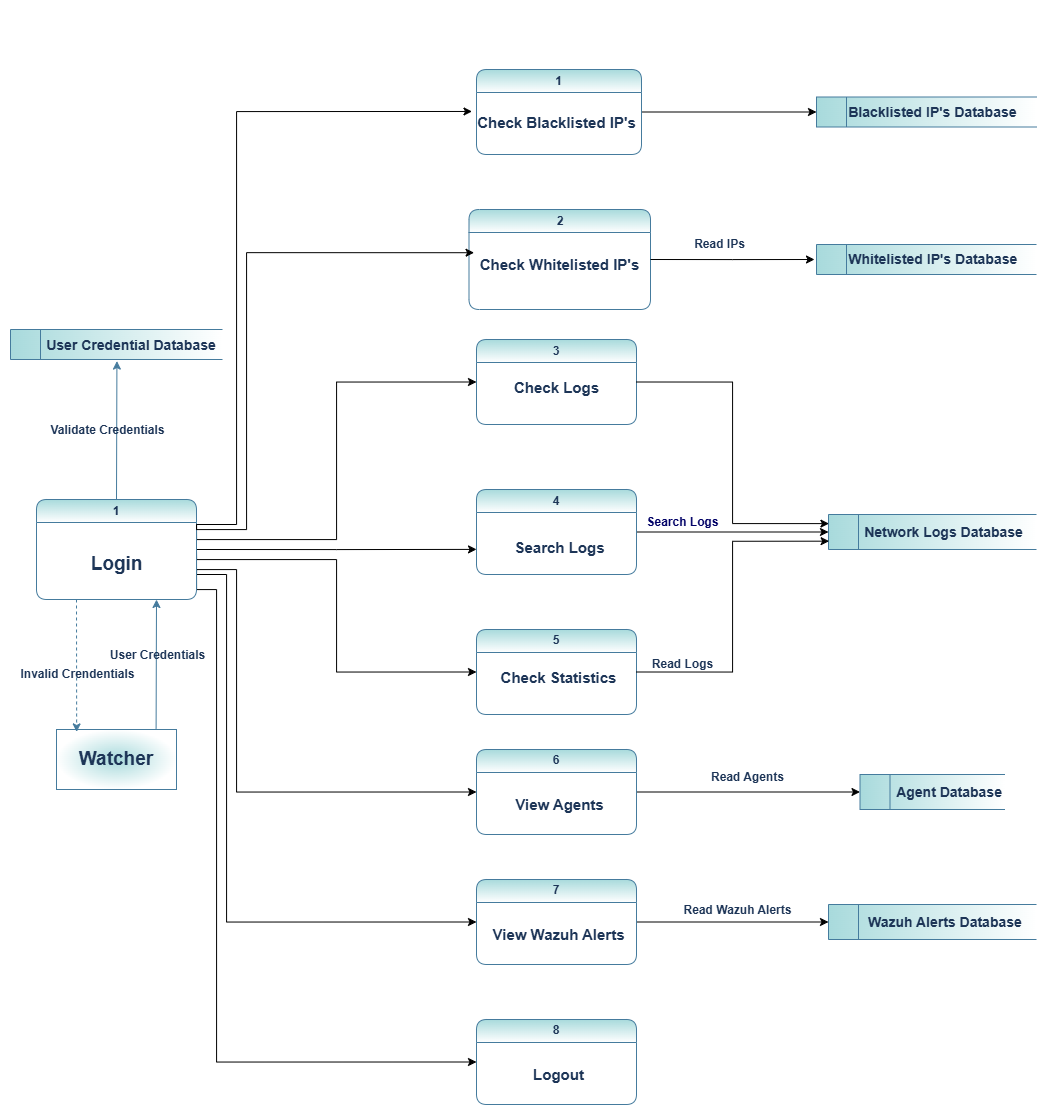 1
Check Blacklisted IP's
Blacklisted IP's Database
2
Check Whitelisted IP's
Read IPs
Whitelisted IP's Database
User Credential Database
3
Check Logs
Validate Credentials
1
Login
4
Search Logs
Search Logs
Network Logs Database
User Credentials
Invalid Crendentials
5
Check Statistics
Read Logs
Watcher
6
View Agents
Read Agents
Agent Database
7
View Wazuh Alerts
Read Wazuh Alerts
Wazuh Alerts Database
8
Logout